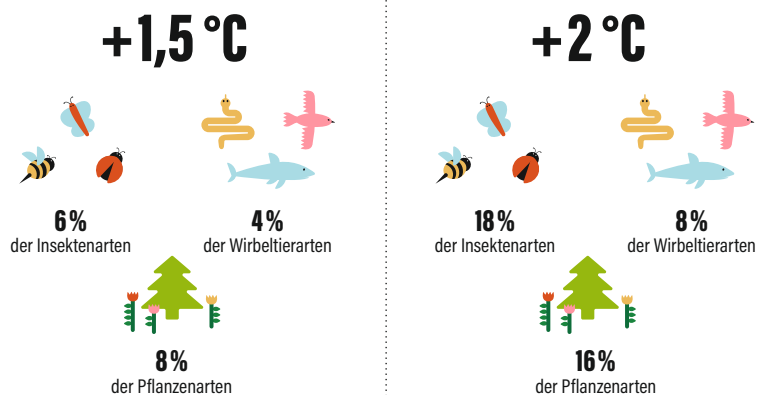 +1,5 °C
6 %
der Insektenarten
4 %
der Wirbeltierarten
8 %
der Pflanzenarten
+2 °C
18 %
der Insektenarten
8 %
der Wirbeltierarten
16 %
der Pflanzenarten